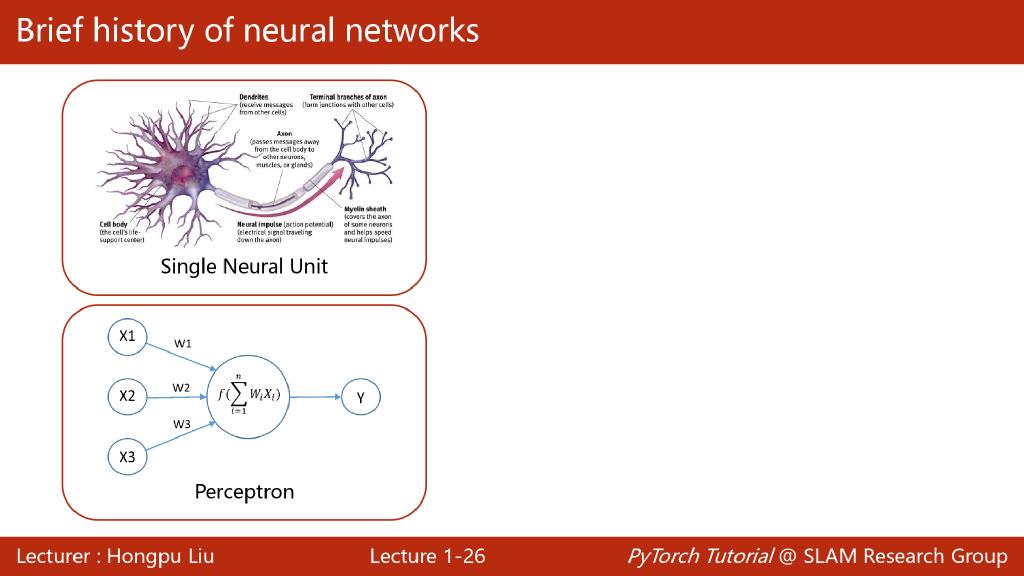 Brief history of neural networks
Dendrites
(receive messages
from other cells)
Terminal branches of axon
(form junctions with other cells)
Axon
(passes messages away
from the cell body to
other neurons,
muscles, or glands)
Cell body
(the cell's life-
support center)
Neural impulse (action potential)
(electrical signal traveling
down the axon)
Myelin sheath
(covers the axon
of some neurons
and helps speed
neural impulses)
Single Neural Unit
X1
W1
X2
W2
f(∑ᵢ₌₁ⁿ WᵢXᵢ)
Y
W3
X3
Perceptron
Lecturer : Hongpu Liu
Lecture 1-26
PyTorch Tutorial @ SLAM Research Group